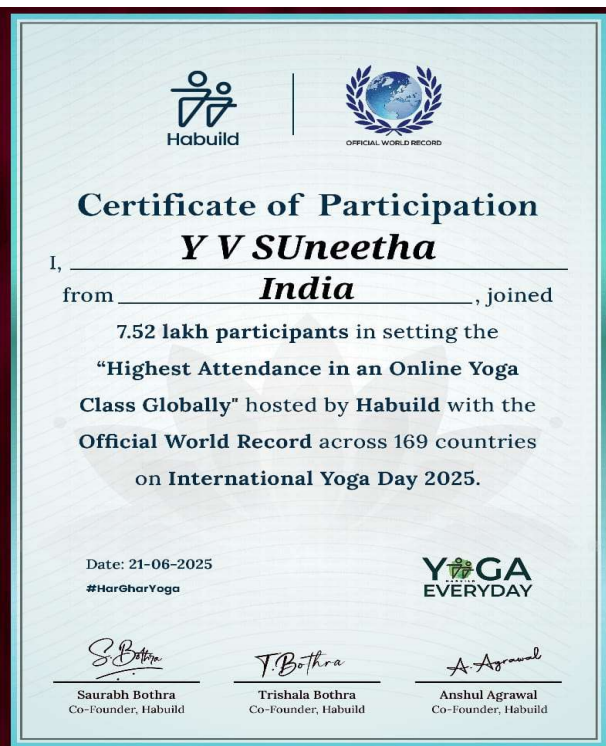 Habuild
OFFICIAL WORLD RECORD
Certificate of Participation
I, Y V SUneetha
from India, joined
7.52 lakh participants in setting the
“Highest Attendance in an Online Yoga
Class Globally" hosted by Habuild with the
Official World Record across 169 countries
on International Yoga Day 2025.
Date: 21-06-2025
#HarGharYoga
YOGA
EVERYDAY
S. Bothra
T. Bothra
A. Agrawal
Saurabh Bothra
Co-Founder, Habuild
Trishala Bothra
Co-Founder, Habuild
Anshul Agrawal
Co-Founder, Habuild